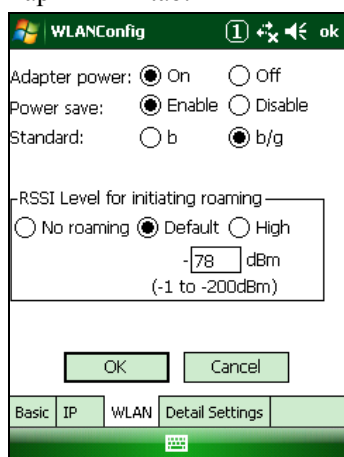 WLANConfig 1 ok
Adapter power: On Off
Power save: Enable Disable
Standard: b b/g
RSSI Level for initiating roaming
No roaming Default High
-78 dBm
(-1 to -200dBm)
OK Cancel
Basic IP WLAN Detail Settings